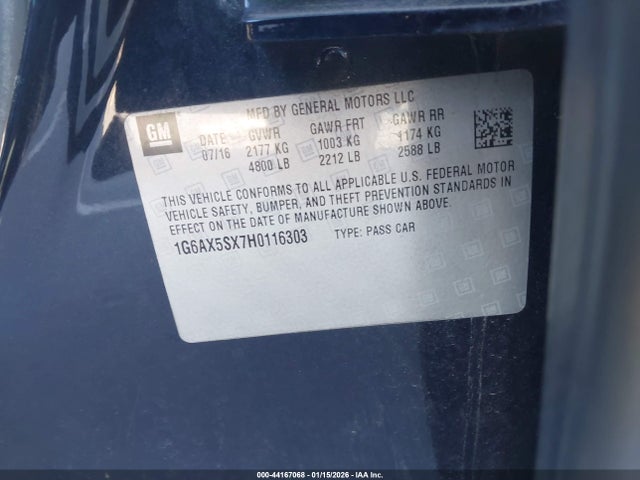 MFD BY GENERAL MOTORS LLC
GM
DATE GVWR GAWR FRT GAWR RR
07/16 2177 KG 1003 KG 1174 KG
4800 LB 2212 LB 2588 LB
THIS VEHICLE CONFORMS TO ALL APPLICABLE U.S. FEDERAL MOTOR
VEHICLE SAFETY, BUMPER, AND THEFT PREVENTION STANDARDS IN
EFFECT ON THE DATE OF MANUFACTURE SHOWN ABOVE.
1G6AX5SX7H0116303 TYPE: PASS CAR
000-44167068 - 01/15/2026 - IAA Inc.